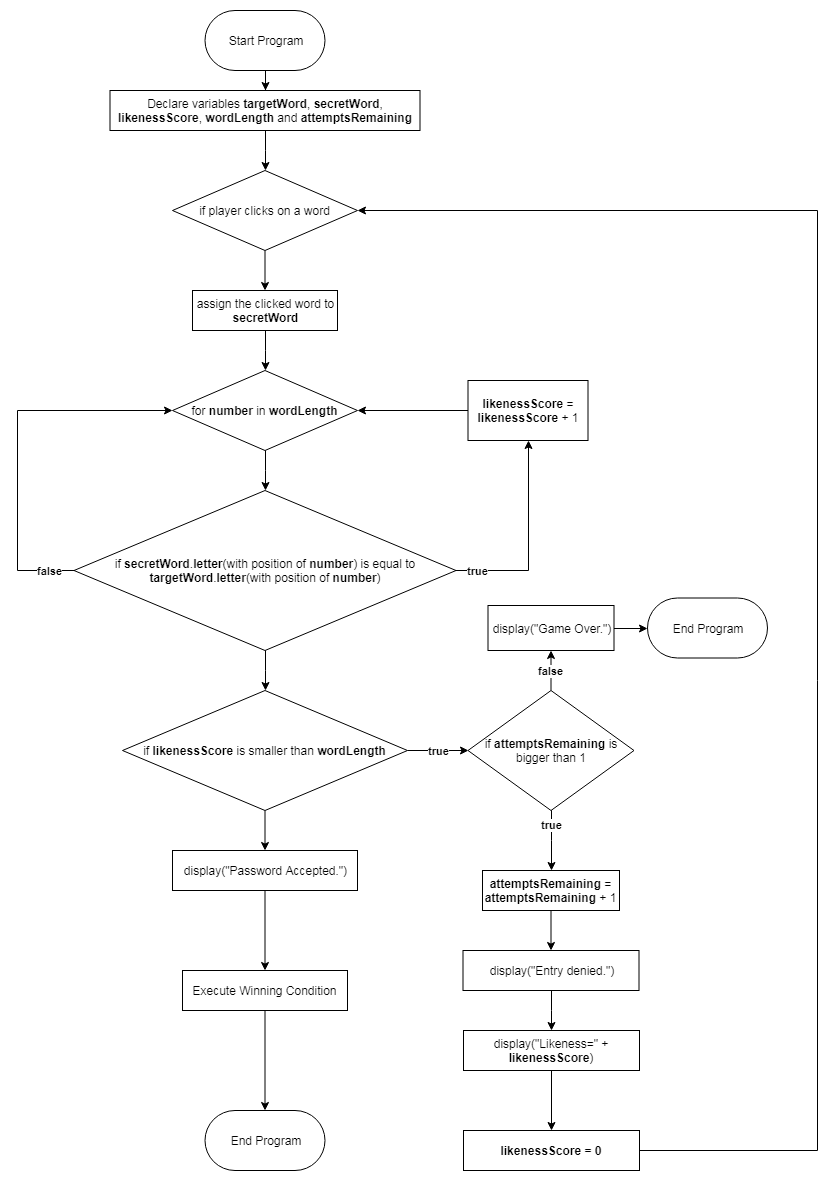 Start Program
Declare variables targetWord, secretWord,
likenessScore, wordLength and attemptsRemaining
if player clicks on a word
assign the clicked word to
secretWord
for number in wordLength
likenessScore =
likenessScore + 1
if secretWord.letter(with position of number) is equal to
targetWord.letter(with position of number)
false
true
display("Game Over.")
End Program
false
if likenessScore is smaller than wordLength
true
if attemptsRemaining is
bigger than 1
true
display("Password Accepted.")
attemptsRemaining =
attemptsRemaining + 1
display("Entry denied.")
Execute Winning Condition
display("Likeness=" +
likenessScore)
End Program
likenessScore = 0